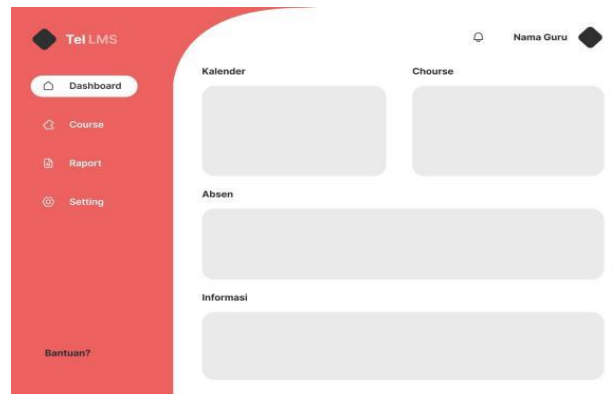 Tel LMS
Dashboard
Course
Raport
Setting
Bantuan?
Nama Guru
Kalender
Chourse
Absen
Informasi